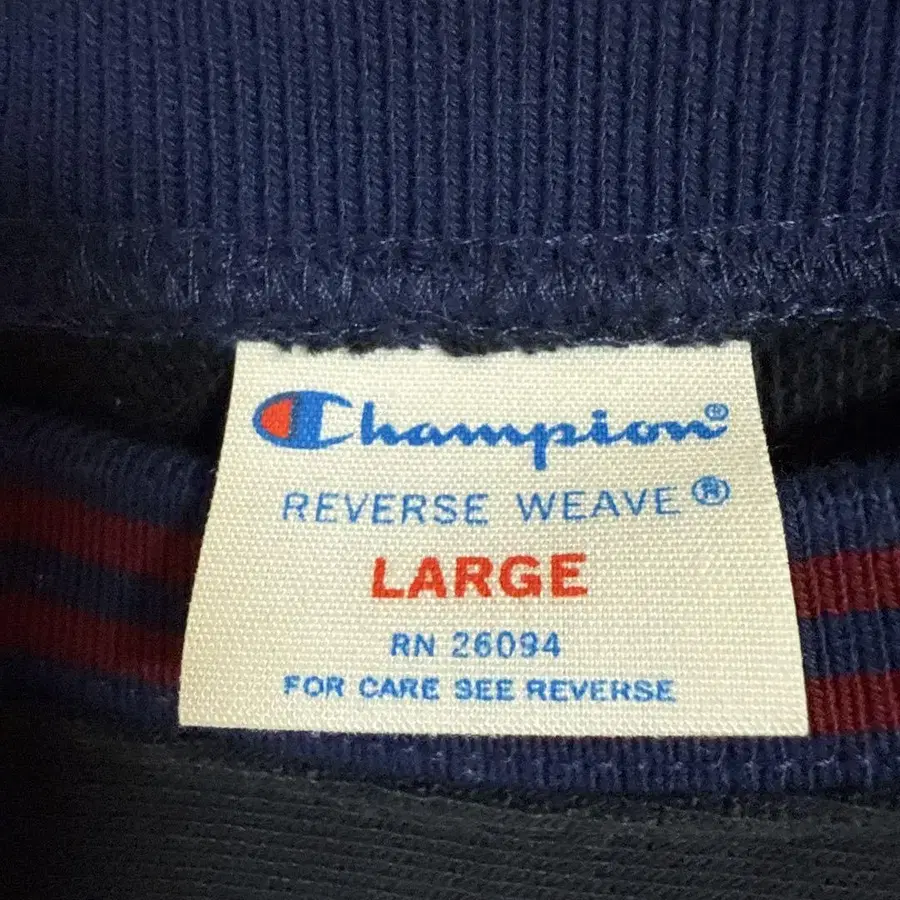 Champion®
REVERSE WEAVE®
LARGE
RN 26094
FOR CARE SEE REVERSE